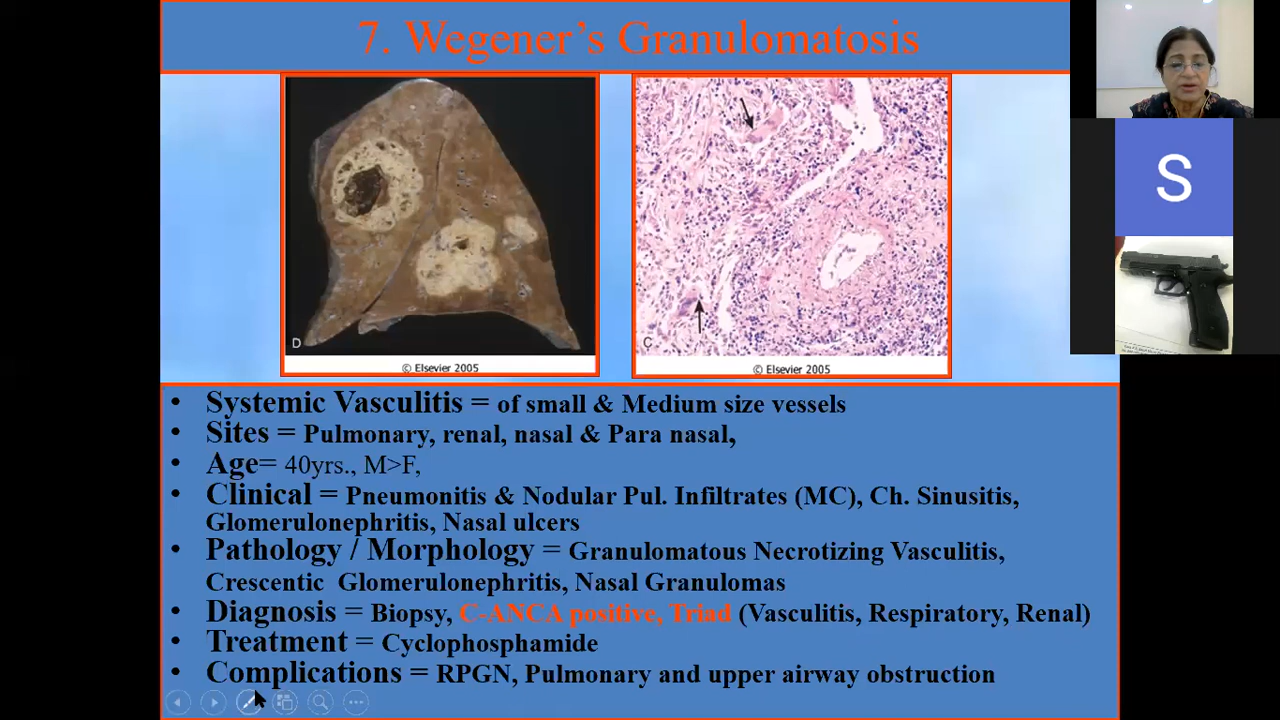 7. Wegener’s Granulomatosis
D
© Elsevier 2005
C
© Elsevier 2005
S
• Systemic Vasculitis = of small & Medium size vessels
• Sites = Pulmonary, renal, nasal & Para nasal,
• Age= 40yrs., M>F,
• Clinical = Pneumonitis & Nodular Pul. Infiltrates (MC), Ch. Sinusitis,
Glomerulonephritis, Nasal ulcers
• Pathology / Morphology = Granulomatous Necrotizing Vasculitis,
Crescentic Glomerulonephritis, Nasal Granulomas
• Diagnosis = Biopsy, C-ANCA positive, Triad (Vasculitis, Respiratory, Renal)
• Treatment = Cyclophosphamide
• Complications = RPGN, Pulmonary and upper airway obstruction